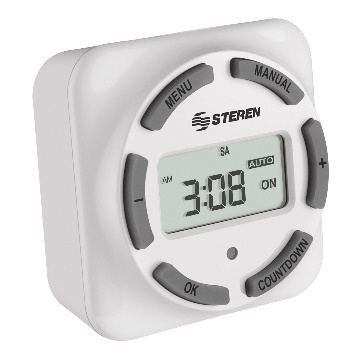 MENU
MANUAL
STEREN
SA
AUTO
AM
3:08
ON
-
+
OK
COUNTDOWN